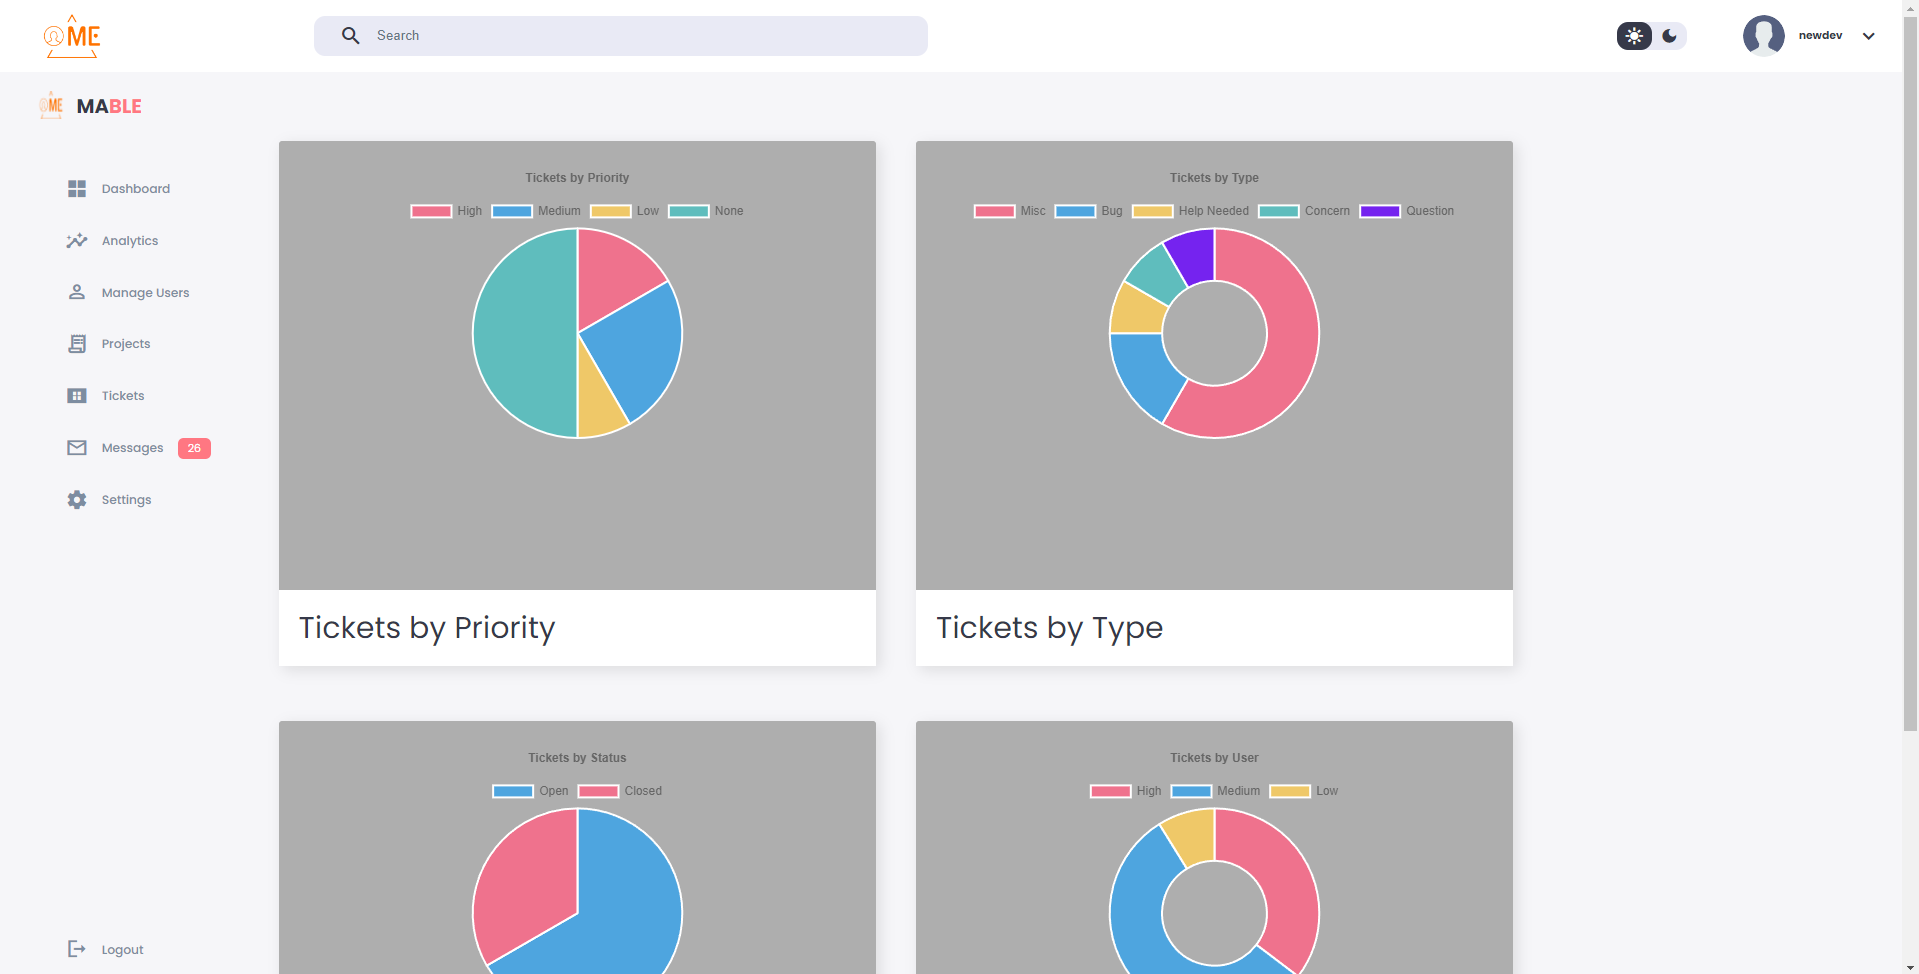 ME
Search
newdev
ME MABLE
Dashboard
Analytics
Manage Users
Projects
Tickets
Messages 26
Settings
Logout
Tickets by Priority
High Medium Low None
Tickets by Priority
Tickets by Type
Misc Bug Help Needed Concern Question
Tickets by Type
Tickets by Status
Open Closed
Tickets by User
High Medium Low